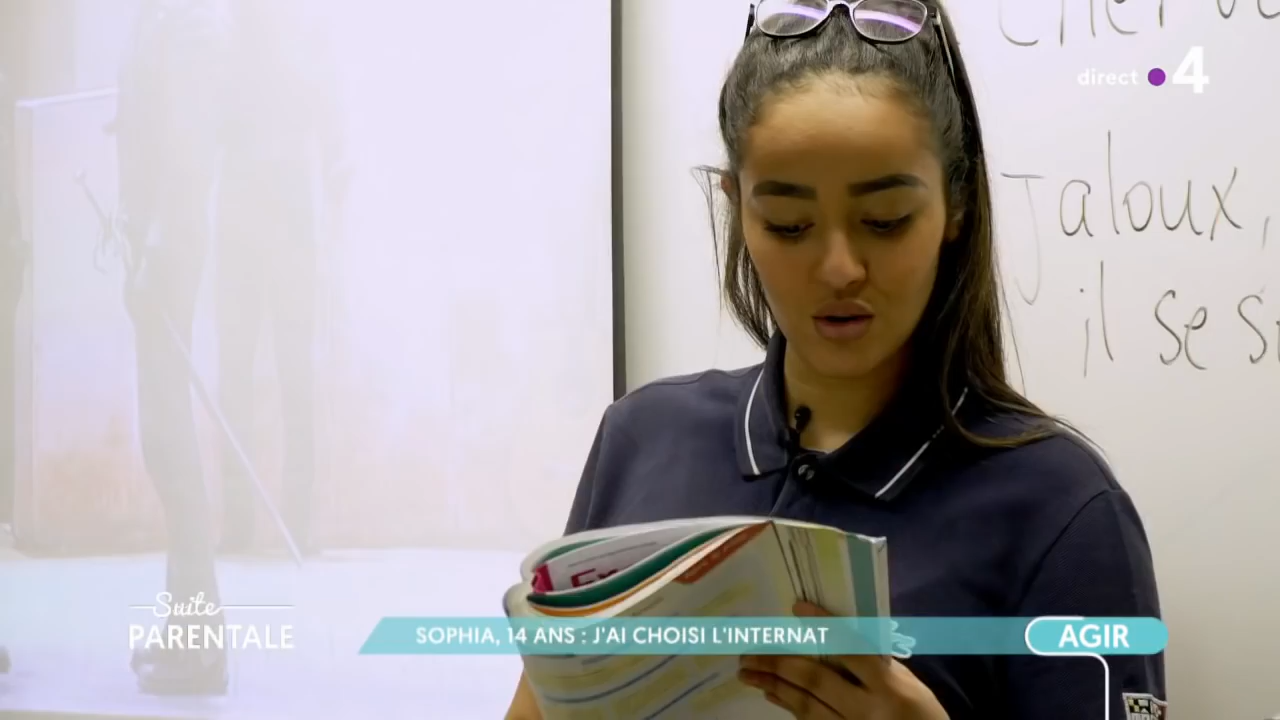 direct 4
Jaloux,
il se s
Suite
PARENTALE
SOPHIA, 14 ANS : J'AI CHOISI L'INTERNAT
AGIR